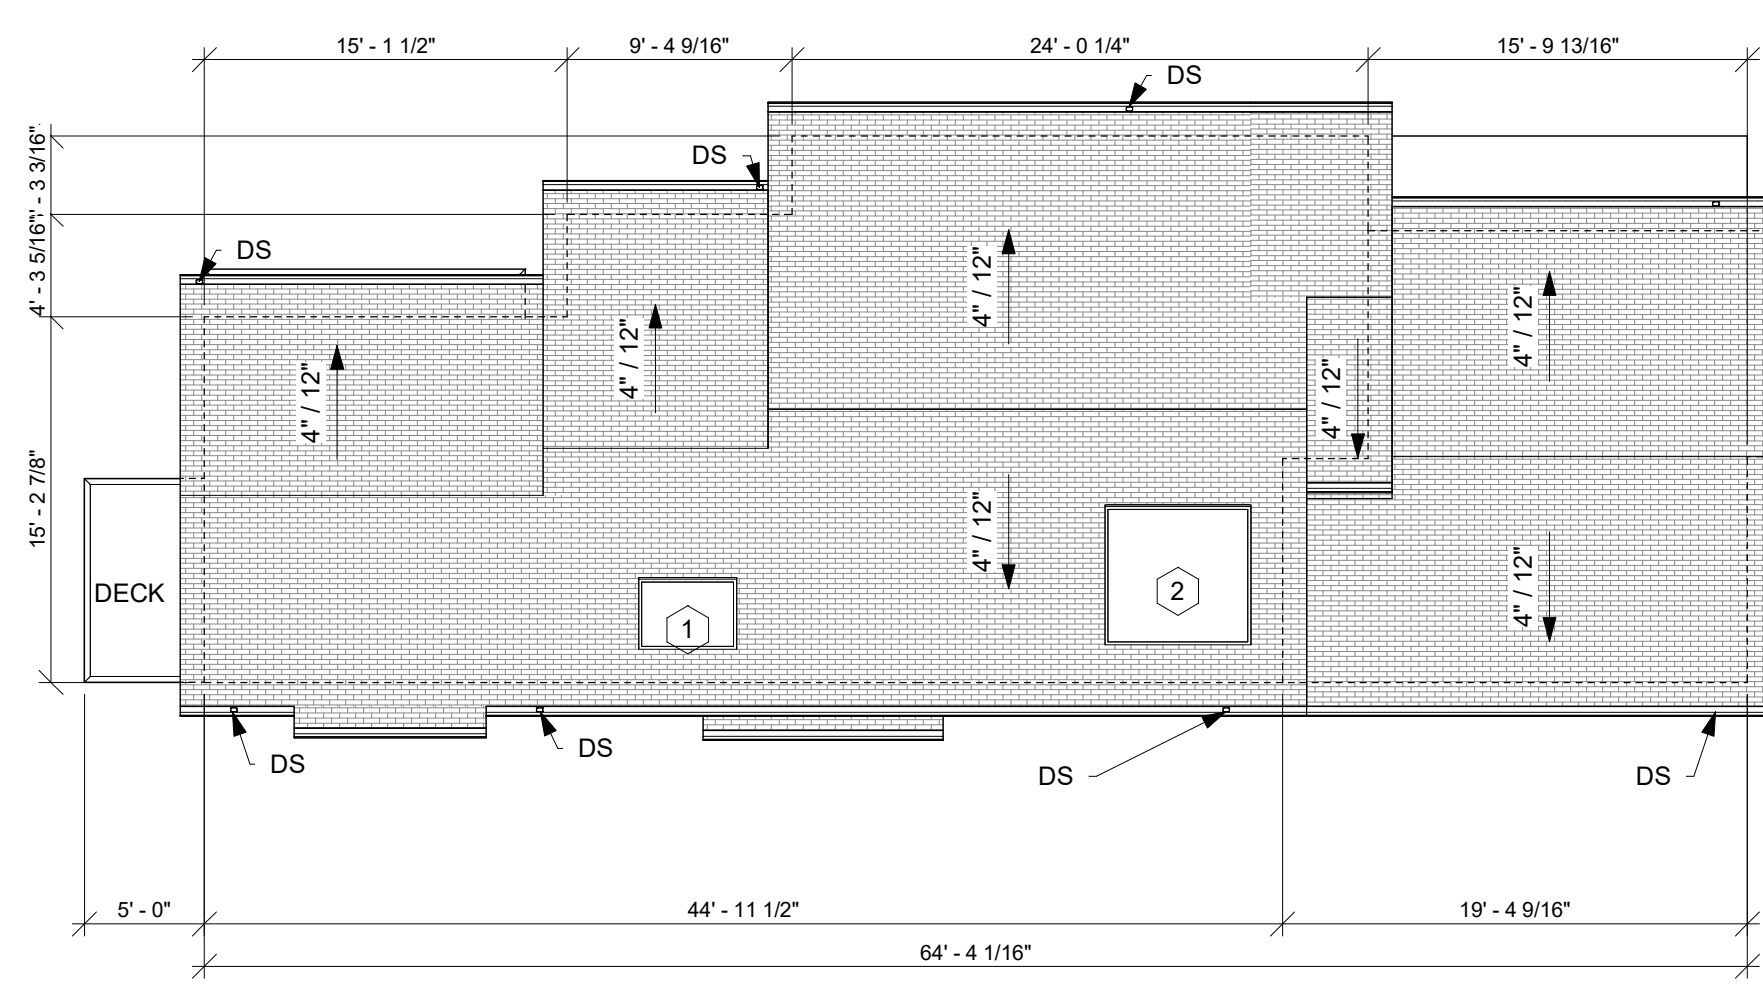 15' - 1 1/2"
9' - 4 9/16"
24' - 0 1/4"
15' - 9 13/16"
DS
DS
DS
' - 3 3/16"
4' - 3 5/16"
15' - 2 7/8"
4" / 12"
4" / 12"
4" / 12"
4" / 12"
4" / 12"
4" / 12"
4" / 12"
DECK
1
2
DS
DS
DS
DS
5' - 0"
44' - 11 1/2"
19' - 4 9/16"
64' - 4 1/16"